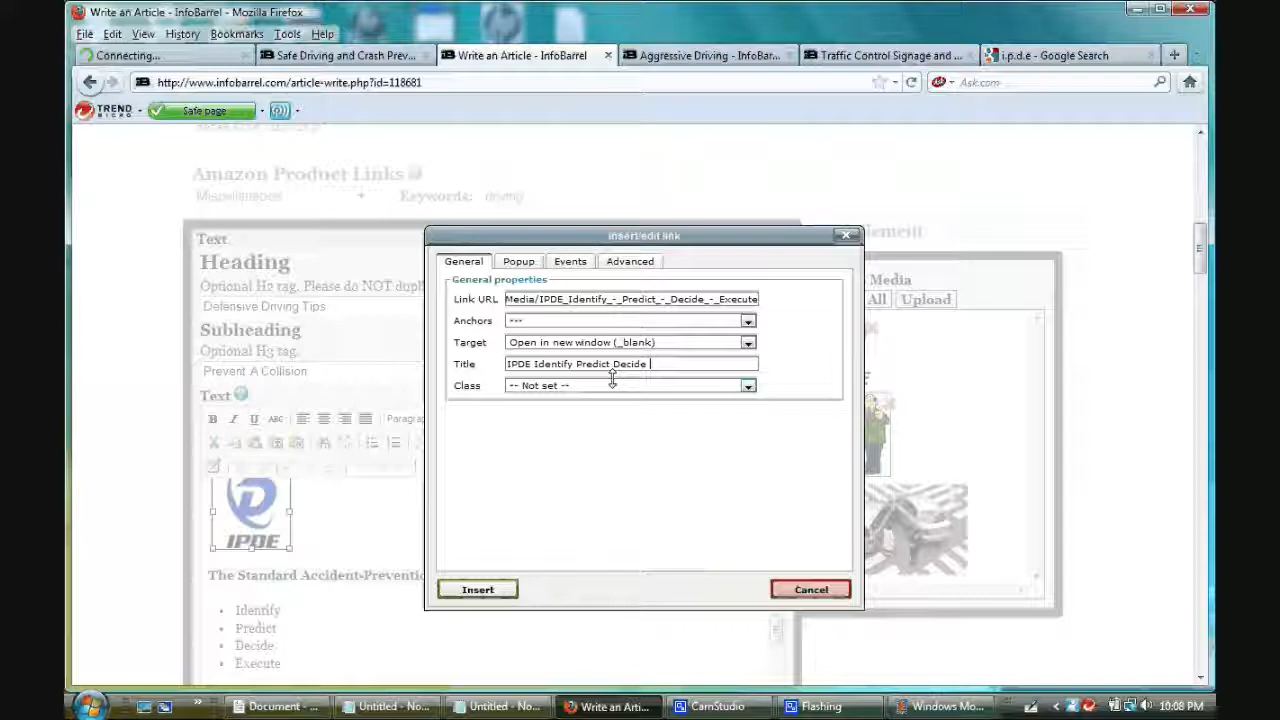 Write an Article - InfoBarrel - Mozilla Firefox
File Edit View History Bookmarks Tools Help
Connecting... Safe Driving and Crash Prev... Write an Article - InfoBarrel Aggressive Driving - InfoBar... Traffic Control Signage and ... i.p.d.e - Google Search
http://www.infobarrel.com/article-write.php?id=118681 Ask.com
TREND MICRO Safe page
Amazon Product Links
Miscellaneous Keywords: driving
Text
Heading
Optional H2 tag. Please do NOT dupl
Defensive Driving Tips
Subheading
Optional H3 tag.
Prevent A Collision
Text
B I U ABC Paragra
IPDE
The Standard Accident-Preventio
Identify
Predict
Decide
Execute
Insert/edit link
General Popup Events Advanced
General properties
Link URL Media/IPDE_Identify_-_Predict_-_Decide_-_Execute
Anchors ---
Target Open in new window (_blank)
Title IPDE Identify Predict Decide
Class -- Not set --
Insert Cancel
Media
All Upload
Document - ... Untitled - No... Untitled - No... Write an Arti... CamStudio Flashing Windows Mo... 10:08 PM